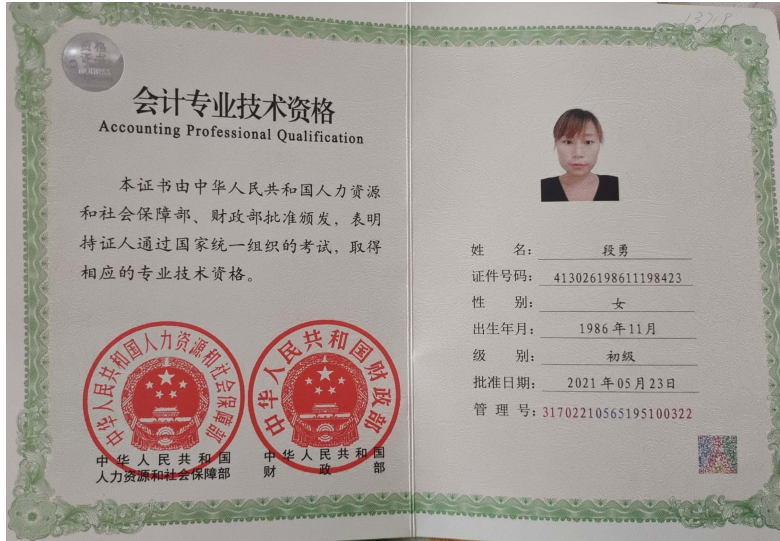 资格
证书
MOHRSS
会计专业技术资格
Accounting Professional Qualification
本证书由中华人民共和国人力资源
和社会保障部、财政部批准颁发，表明
持证人通过国家统一组织的考试，取得
相应的专业技术资格。
中华人民共和国人力资源和社会保障部
中华人民共和国财政部
中华人民共和国
人力资源和社会保障部
中华人民共和国
财政部
13718
姓名：段勇
证件号码：413026198611198423
性别：女
出生年月：1986年11月
级别：初级
批准日期：2021年05月23日
管理号：31702210565195100322